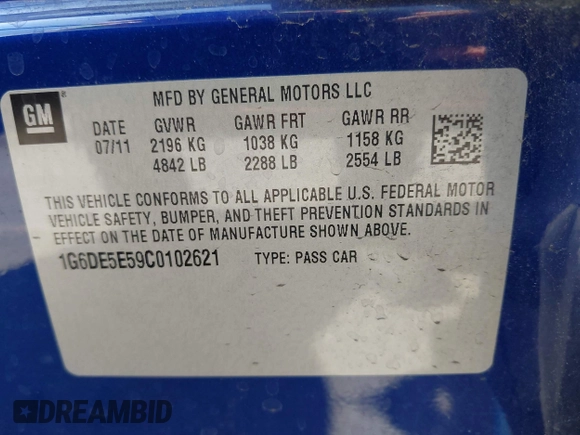 GM
MFD BY GENERAL MOTORS LLC
DATE GVWR GAWR FRT GAWR RR
07/11 2196 KG 1038 KG 1158 KG
4842 LB 2288 LB 2554 LB
THIS VEHICLE CONFORMS TO ALL APPLICABLE U.S. FEDERAL MOTOR
VEHICLE SAFETY, BUMPER, AND THEFT PREVENTION STANDARDS IN
EFFECT ON THE DATE OF MANUFACTURE SHOWN ABOVE.
1G6DE5E59C0102621 TYPE: PASS CAR
DREAMBID